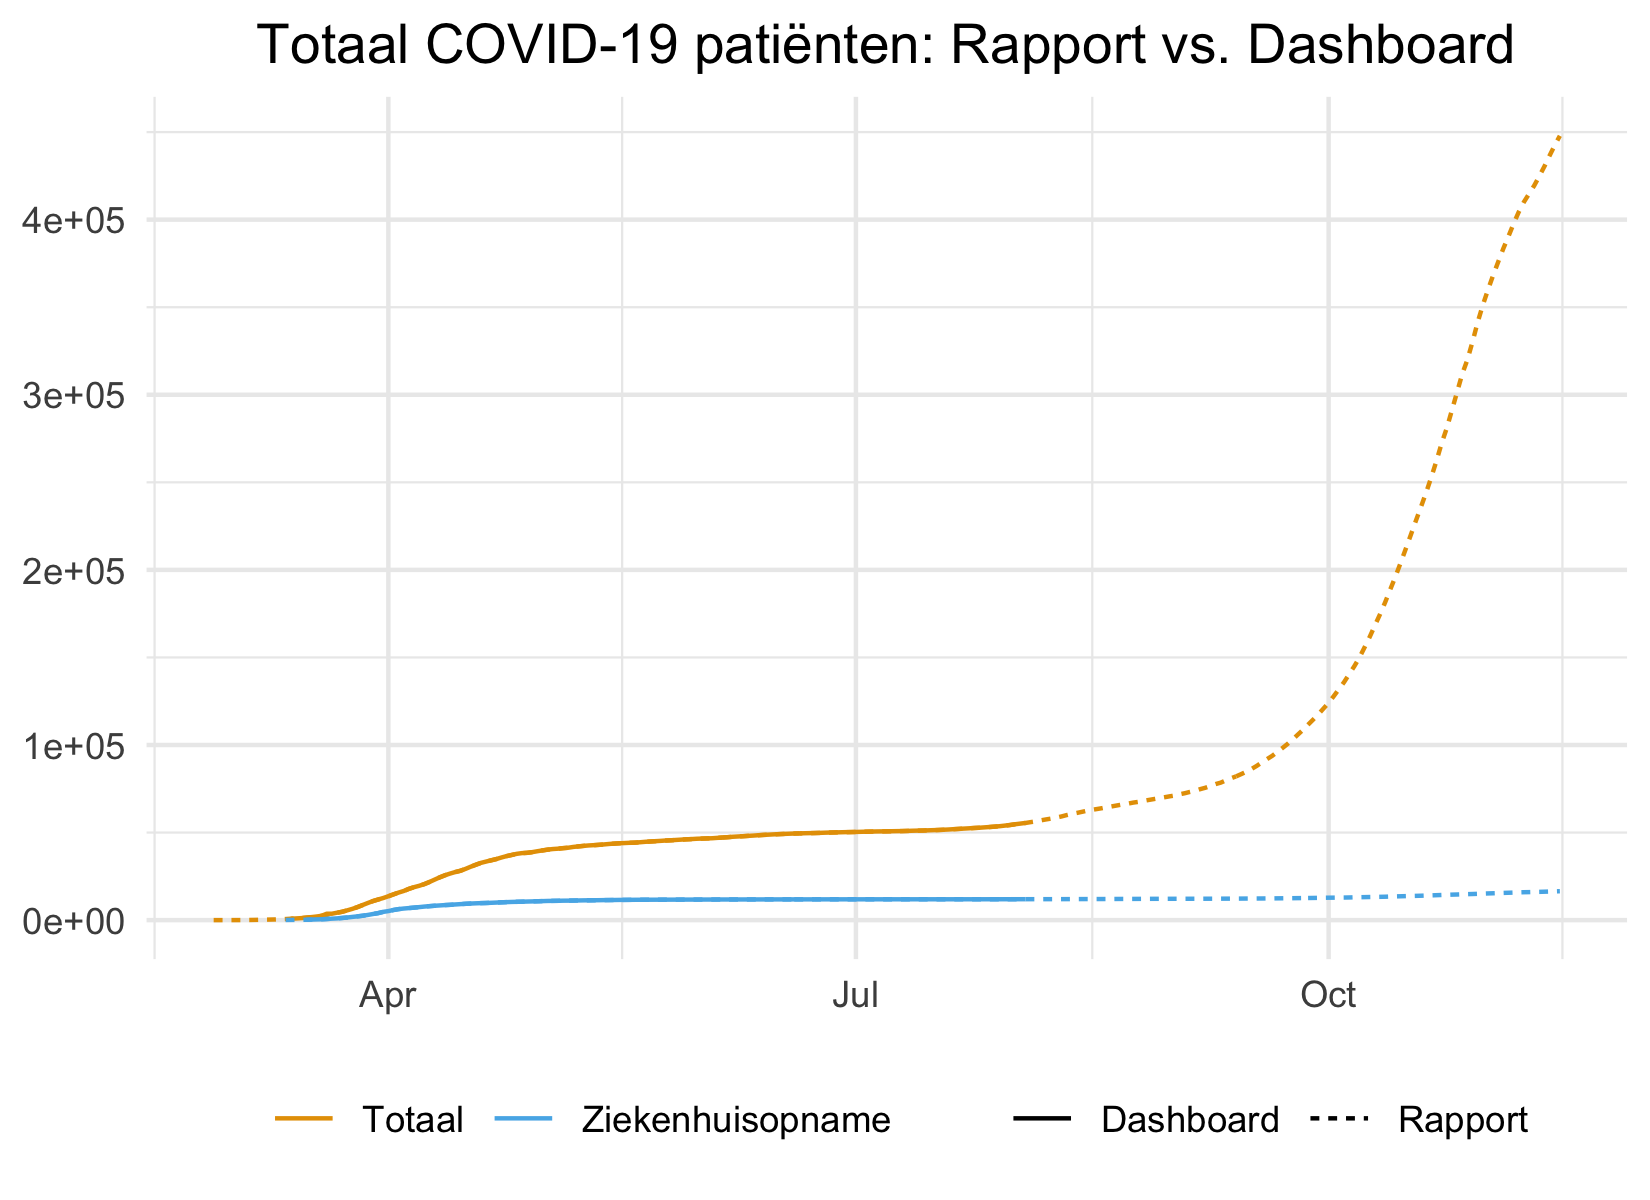 Totaal COVID-19 patiënten: Rapport vs. Dashboard
4e+05
3e+05
2e+05
1e+05
0e+00
Apr Jul Oct
Totaal Ziekenhuisopname Dashboard Rapport